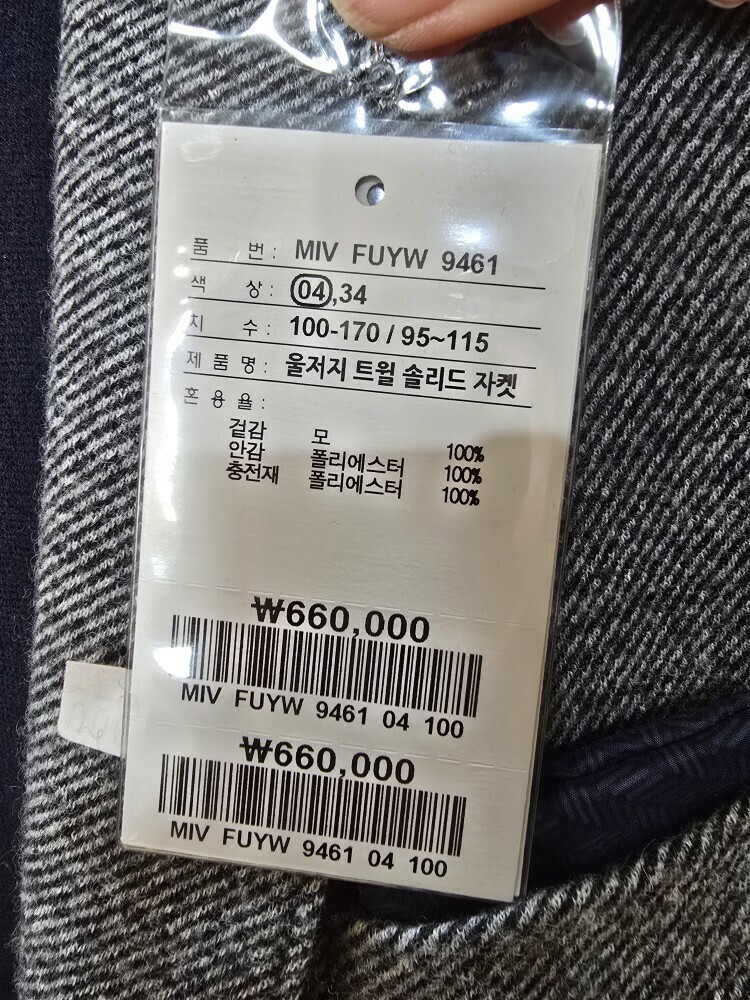 품 번 : MIV FUYW 9461
색 상 : 04,34
치 수 : 100-170 / 95~115
제 품 명 : 울저지 트윌 솔리드 자켓
혼 용 율 :
겉감 모 100%
안감 폴리에스터 100%
충전재 폴리에스터 100%
₩660,000
MIV FUYW 9461 04 100
₩660,000
MIV FUYW 9461 04 100